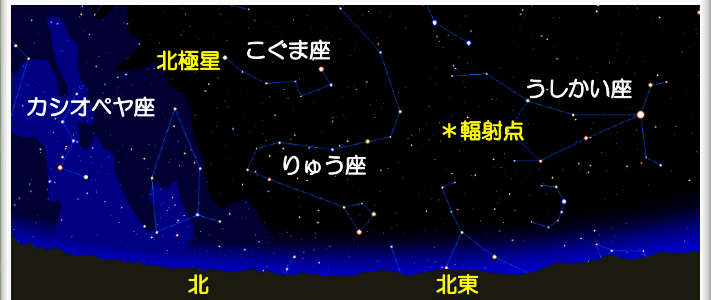 こぐま座
北極星
うしかい座
カシオペヤ座
＊輻射点
りゅう座
北
北東